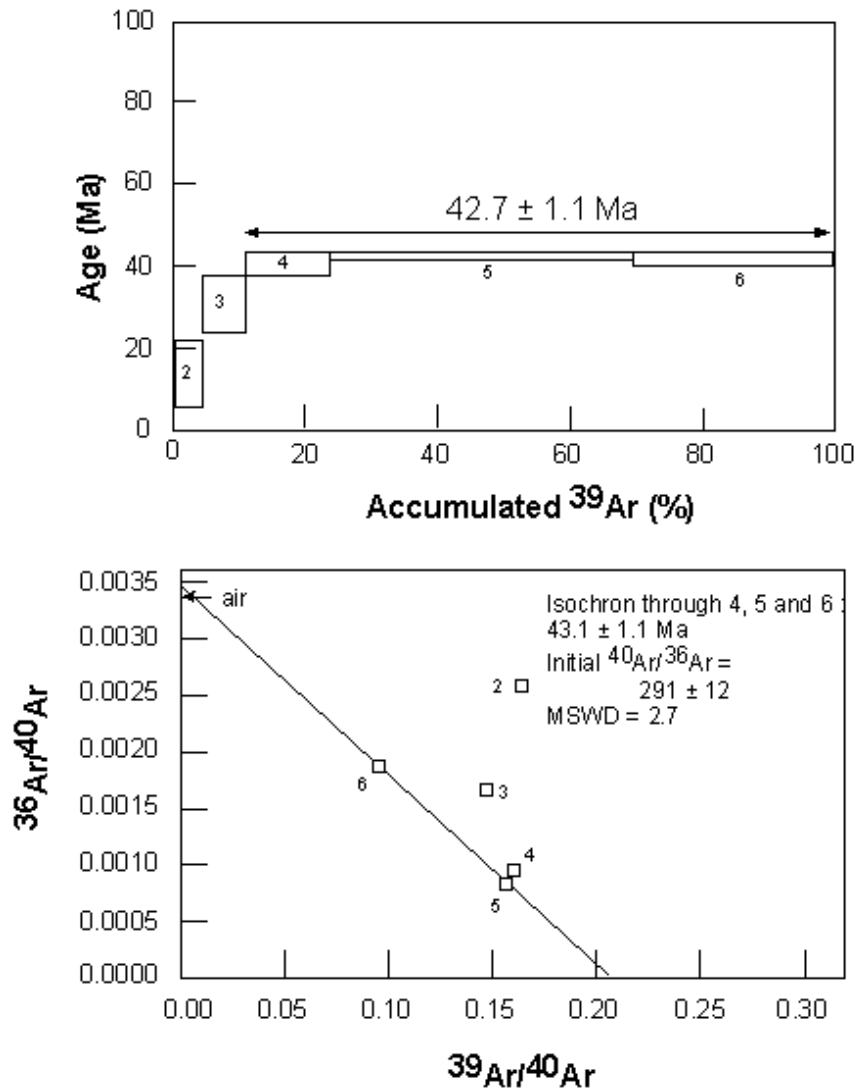 100
80
60
40
20
0
Age (Ma)
42.7 ± 1.1 Ma
2
3
4
5
6
0 20 40 60 80 100
Accumulated ³⁹Ar (%)
0.0035
0.0030
0.0025
0.0020
0.0015
0.0010
0.0005
0.0000
³⁶Ar/⁴⁰Ar
air
Isochron through 4, 5 and 6 :
43.1 ± 1.1 Ma
Initial ⁴⁰Ar/³⁶Ar =
291 ± 12
MSWD = 2.7
2
6
3
4
5
0.00 0.05 0.10 0.15 0.20 0.25 0.30
³⁹Ar/⁴⁰Ar